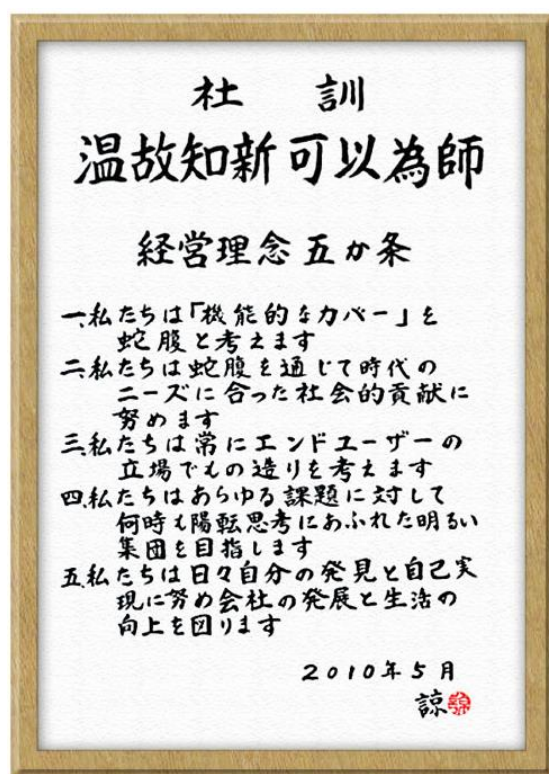 社訓
温故知新可以為師
経営理念五か条
一、私たちは「機能的なカバー」を
蛇腹と考えます
二、私たちは蛇腹を通じて時代の
ニーズに合った社会的貢献に
努めます
三、私たちは常にエンドユーザーの
立場でもの造りを考えます
四、私たちはあらゆる課題に対して
何時も陽転思考にあふれた明るい
集団を目指します
五、私たちは日々自分の発見と自己実
現に努め会社の発展と生活の
向上を図ります
2010年5月
諒